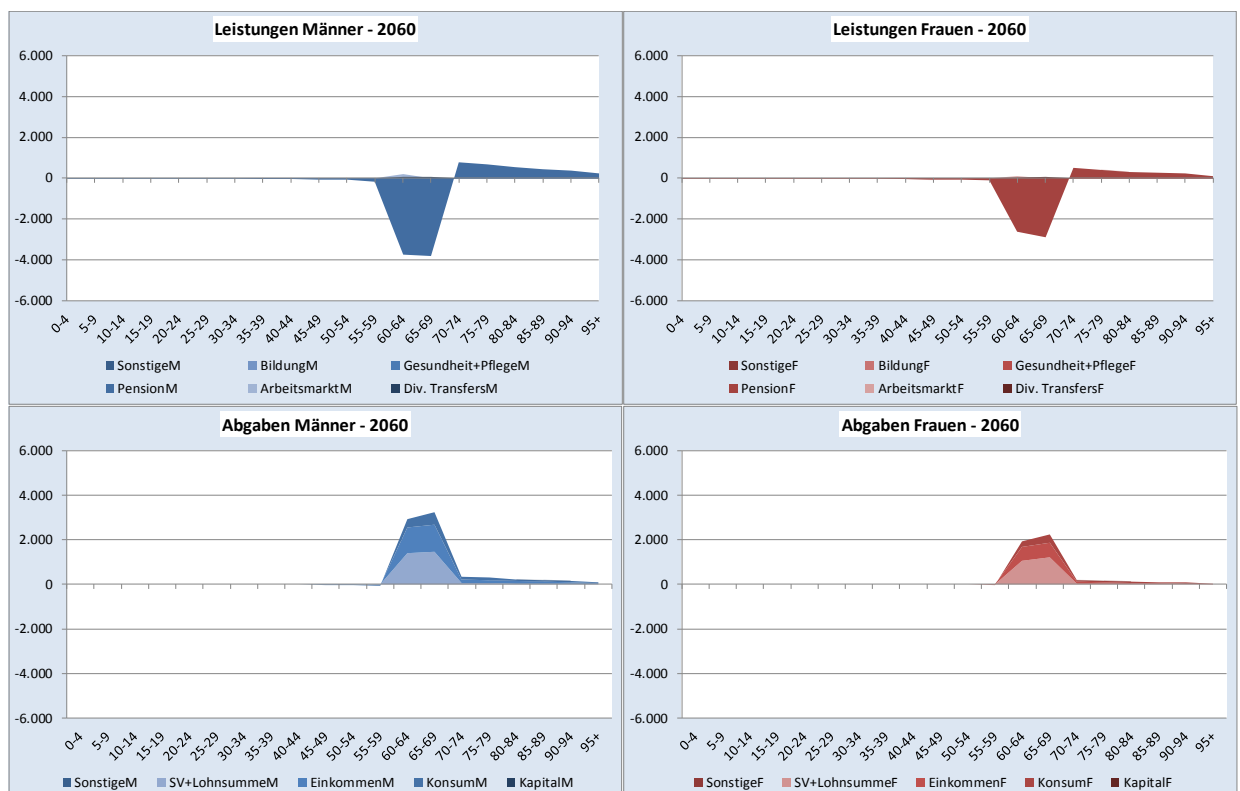 Leistungen Männer - 2060
6.000
4.000
2.000
0
-2.000
-4.000
-6.000
0-4 5-9 10-14 15-19 20-24 25-29 30-34 35-39 40-44 45-49 50-54 55-59 60-64 65-69 70-74 75-79 80-84 85-89 90-94 95+
SonstigeM BildungM Gesundheit+PflegeM
PensionM ArbeitsmarktM Div. TransfersM
Leistungen Frauen - 2060
6.000
4.000
2.000
0
-2.000
-4.000
-6.000
0-4 5-9 10-14 15-19 20-24 25-29 30-34 35-39 40-44 45-49 50-54 55-59 60-64 65-69 70-74 75-79 80-84 85-89 90-94 95+
SonstigeF BildungF Gesundheit+PflegeF
PensionF ArbeitsmarktF Div. TransfersF
Abgaben Männer - 2060
6.000
4.000
2.000
0
-2.000
-4.000
-6.000
0-4 5-9 10-14 15-19 20-24 25-29 30-34 35-39 40-44 45-49 50-54 55-59 60-64 65-69 70-74 75-79 80-84 85-89 90-94 95+
SonstigeM SV+LohnsummeM EinkommenM KonsumM KapitalM
Abgaben Frauen - 2060
6.000
4.000
2.000
0
-2.000
-4.000
-6.000
0-4 5-9 10-14 15-19 20-24 25-29 30-34 35-39 40-44 45-49 50-54 55-59 60-64 65-69 70-74 75-79 80-84 85-89 90-94 95+
SonstigeF SV+LohnsummeF EinkommenF KonsumF KapitalF